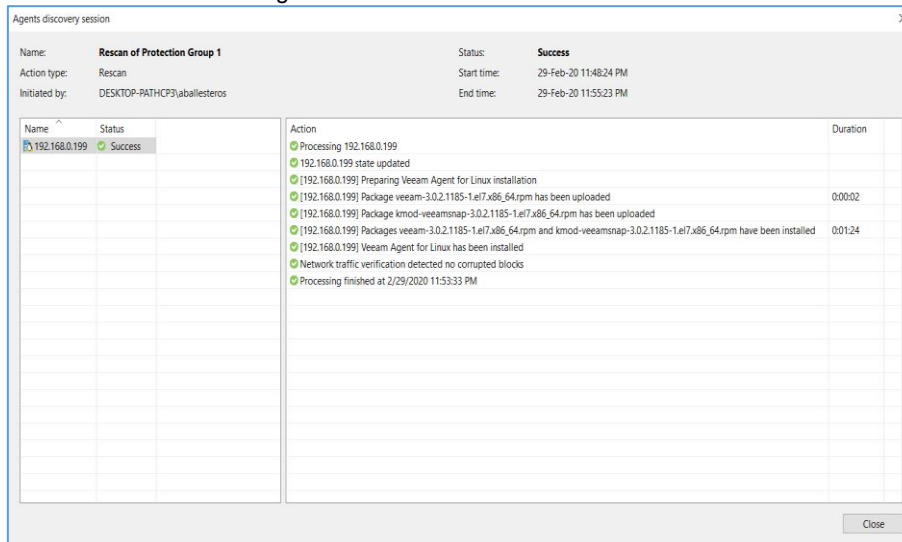 Agents discovery session
Name: Rescan of Protection Group 1 Status: Success
Action type: Rescan Start time: 29-Feb-20 11:48:24 PM
Initiated by: DESKTOP-PATHCP3\aballesteros End time: 29-Feb-20 11:55:23 PM
Name Status Action Duration
192.168.0.199 Success Processing 192.168.0.199
192.168.0.199 state updated
[192.168.0.199] Preparing Veeam Agent for Linux installation
[192.168.0.199] Package veeam-3.0.2.1185-1.el7.x86_64.rpm has been uploaded 0:00:02
[192.168.0.199] Package kmod-veeamsnap-3.0.2.1185-1.el7.x86_64.rpm has been uploaded
[192.168.0.199] Packages veeam-3.0.2.1185-1.el7.x86_64.rpm and kmod-veeamsnap-3.0.2.1185-1.el7.x86_64.rpm have been installed 0:01:24
[192.168.0.199] Veeam Agent for Linux has been installed
Network traffic verification detected no corrupted blocks
Processing finished at 2/29/2020 11:53:33 PM
Close